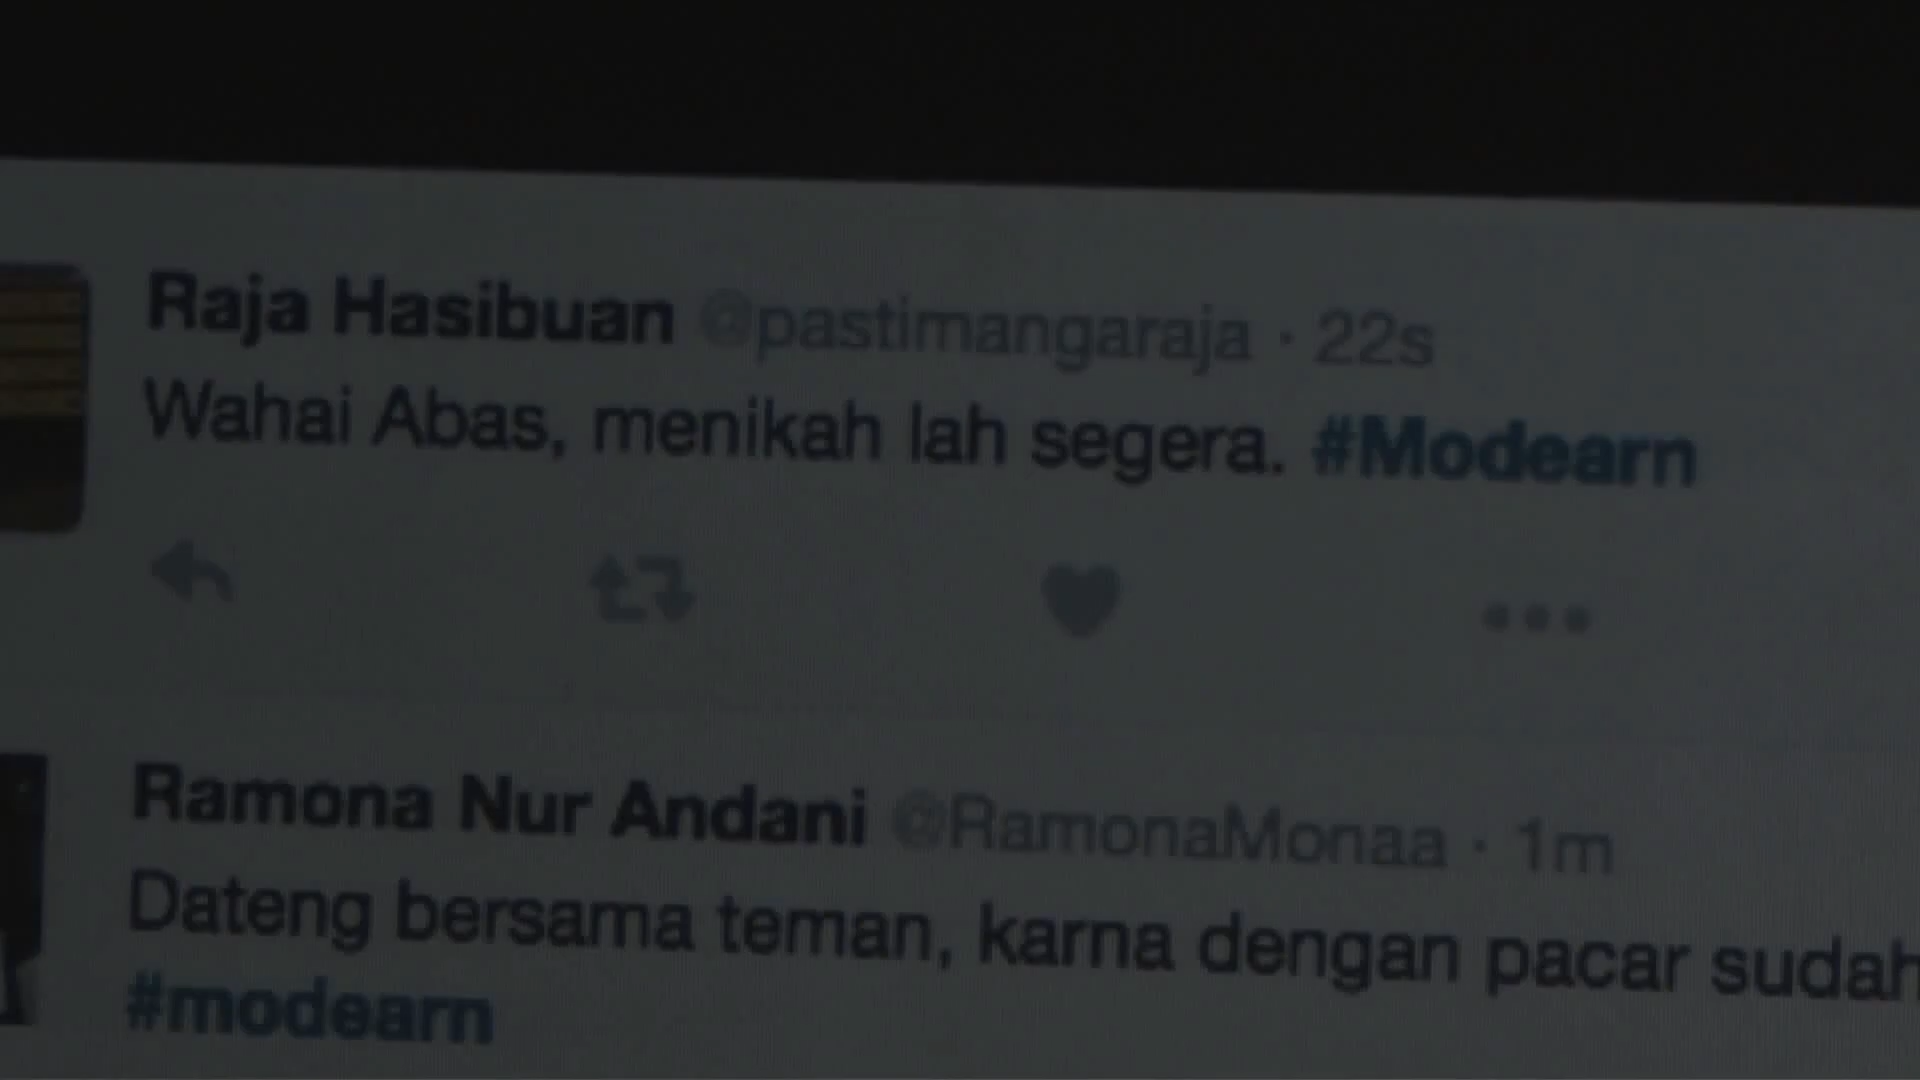 Raja Hasibuan @pastimangaraja · 22s
Wahai Abas, menikah lah segera. #Modearn
Ramona Nur Andani @RamonaMonaa · 1m
Dateng bersama teman, karna dengan pacar sudah
#modearn